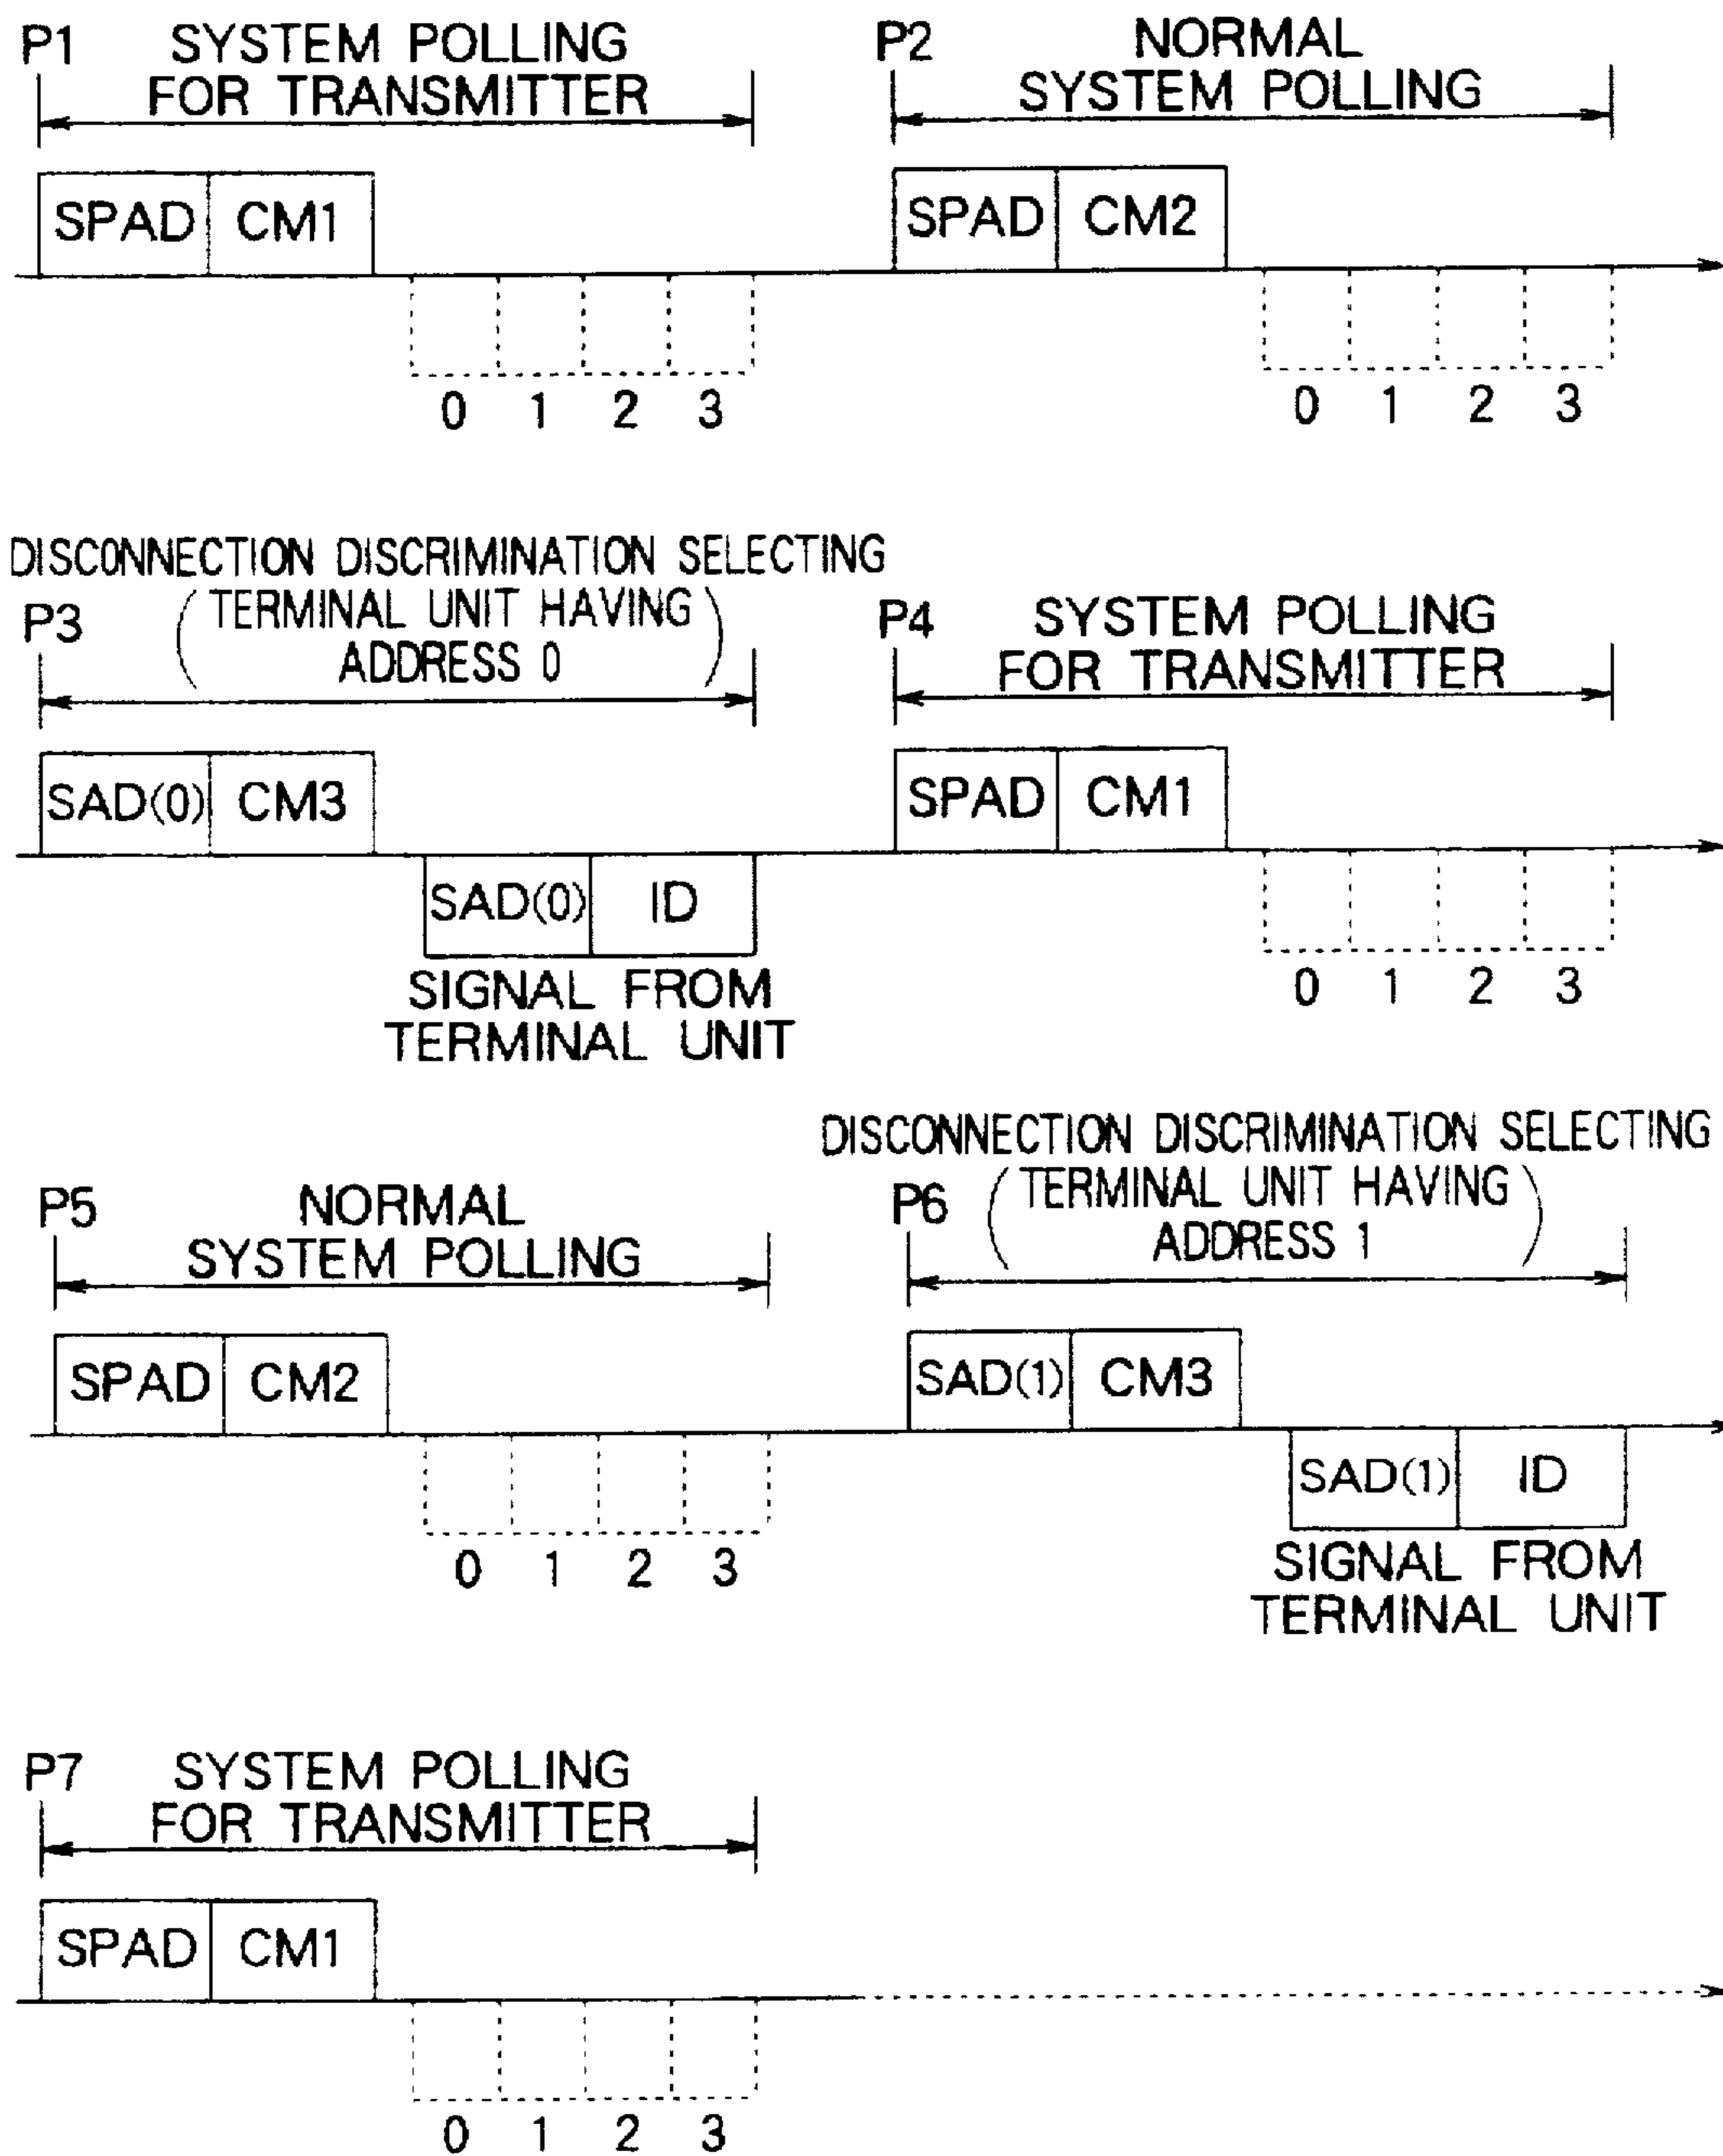 P1 SYSTEM POLLING
FOR TRANSMITTER
SPAD CM1
0 1 2 3
P2 NORMAL
SYSTEM POLLING
SPAD CM2
0 1 2 3
DISCONNECTION DISCRIMINATION SELECTING
P3 (TERMINAL UNIT HAVING
ADDRESS 0)
SAD(0) CM3
SAD(0) ID
SIGNAL FROM
TERMINAL UNIT
P4 SYSTEM POLLING
FOR TRANSMITTER
SPAD CM1
0 1 2 3
P5 NORMAL
SYSTEM POLLING
SPAD CM2
0 1 2 3
DISCONNECTION DISCRIMINATION SELECTING
P6 (TERMINAL UNIT HAVING
ADDRESS 1)
SAD(1) CM3
SAD(1) ID
SIGNAL FROM
TERMINAL UNIT
P7 SYSTEM POLLING
FOR TRANSMITTER
SPAD CM1
0 1 2 3